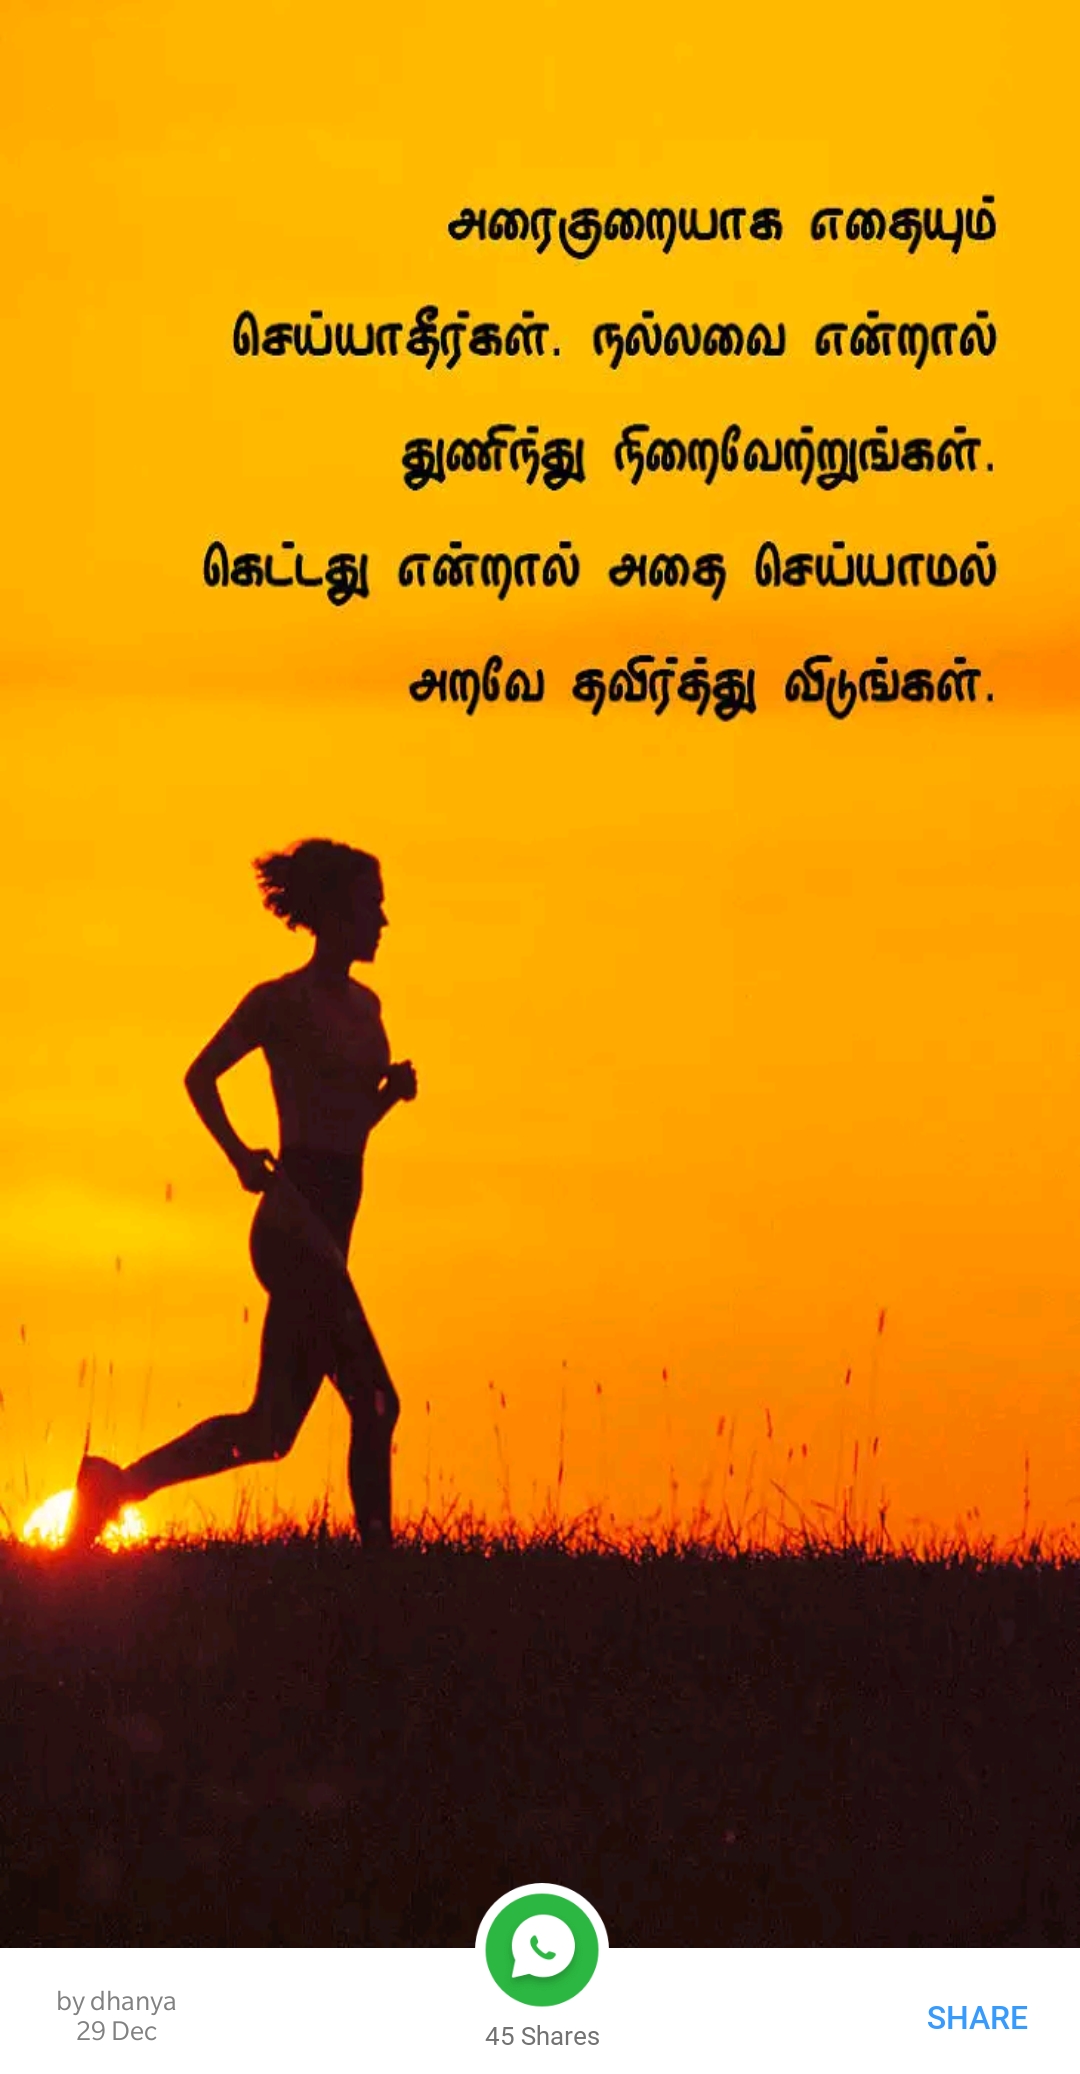 அரைகுறையாக எதையும்
செய்யாதீர்கள். நல்லவை என்றால்
துணிந்து நிறைவேற்றுங்கள்.
கெட்டது என்றால் அதை செய்யாமல்
அறவே தவிர்த்து விடுங்கள்.
by dhanya
29 Dec
45 Shares
SHARE